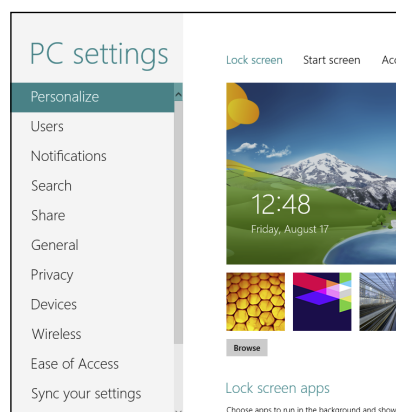 PC settings
Personalize
Users
Notifications
Search
Share
General
Privacy
Devices
Wireless
Ease of Access
Sync your settings
Lock screen Start screen
12:48
Friday, August 17
Browse
Lock screen apps
Choose apps to run in the background and show